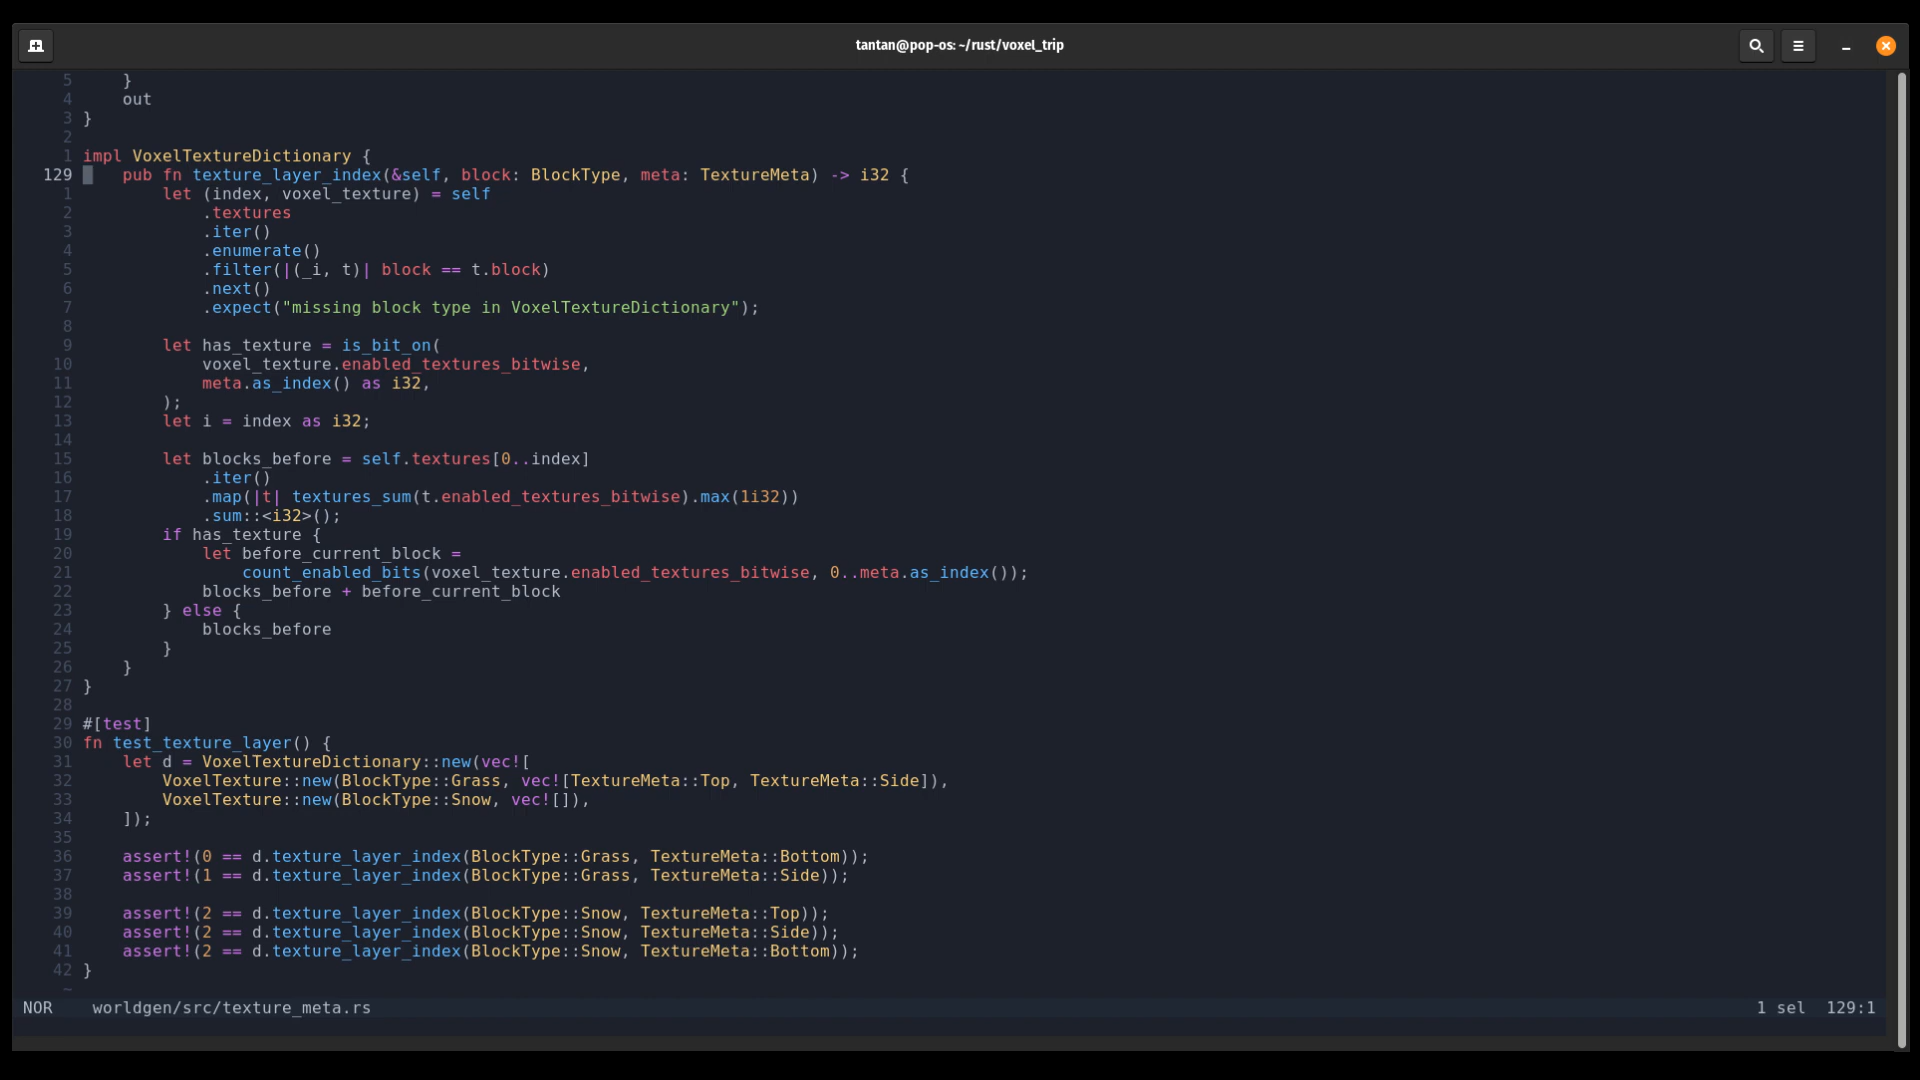 tantan@pop-os: ~/rust/voxel_trip
5     }
4     out
3 }
2
1 impl VoxelTextureDictionary {
129     pub fn texture_layer_index(&self, block: BlockType, meta: TextureMeta) -> i32 {
1         let (index, voxel_texture) = self
2             .textures
3             .iter()
4             .enumerate()
5             .filter(|(_i, t)| block == t.block)
6             .next()
7             .expect("missing block type in VoxelTextureDictionary");
8
9         let has_texture = is_bit_on(
10             voxel_texture.enabled_textures_bitwise,
11             meta.as_index() as i32,
12         );
13         let i = index as i32;
14
15         let blocks_before = self.textures[0..index]
16             .iter()
17             .map(|t| textures_sum(t.enabled_textures_bitwise).max(1i32))
18             .sum::<i32>();
19         if has_texture {
20             let before_current_block =
21                 count_enabled_bits(voxel_texture.enabled_textures_bitwise, 0..meta.as_index());
22             blocks_before + before_current_block
23         } else {
24             blocks_before
25         }
26     }
27 }
28
29 #[test]
30 fn test_texture_layer() {
31     let d = VoxelTextureDictionary::new(vec![
32         VoxelTexture::new(BlockType::Grass, vec![TextureMeta::Top, TextureMeta::Side]),
33         VoxelTexture::new(BlockType::Snow, vec![]),
34     ]);
35
36     assert!(0 == d.texture_layer_index(BlockType::Grass, TextureMeta::Bottom));
37     assert!(1 == d.texture_layer_index(BlockType::Grass, TextureMeta::Side));
38
39     assert!(2 == d.texture_layer_index(BlockType::Snow, TextureMeta::Top));
40     assert!(2 == d.texture_layer_index(BlockType::Snow, TextureMeta::Side));
41     assert!(2 == d.texture_layer_index(BlockType::Snow, TextureMeta::Bottom));
42 }
~
NOR    worldgen/src/texture_meta.rs    1 sel  129:1